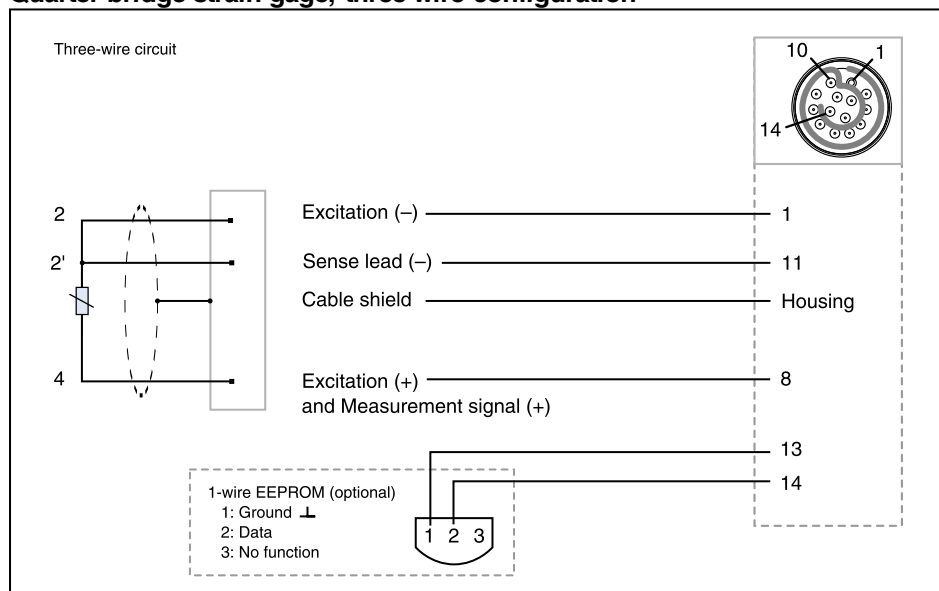 Quarter bridge strain gage, three-wire configuration
Three-wire circuit
10
1
14
2
Excitation (–)
1
2'
Sense lead (–)
11
Cable shield
Housing
4
Excitation (+)
8
and Measurement signal (+)
13
14
1-wire EEPROM (optional)
1: Ground ⊥
2: Data
3: No function
1 2 3